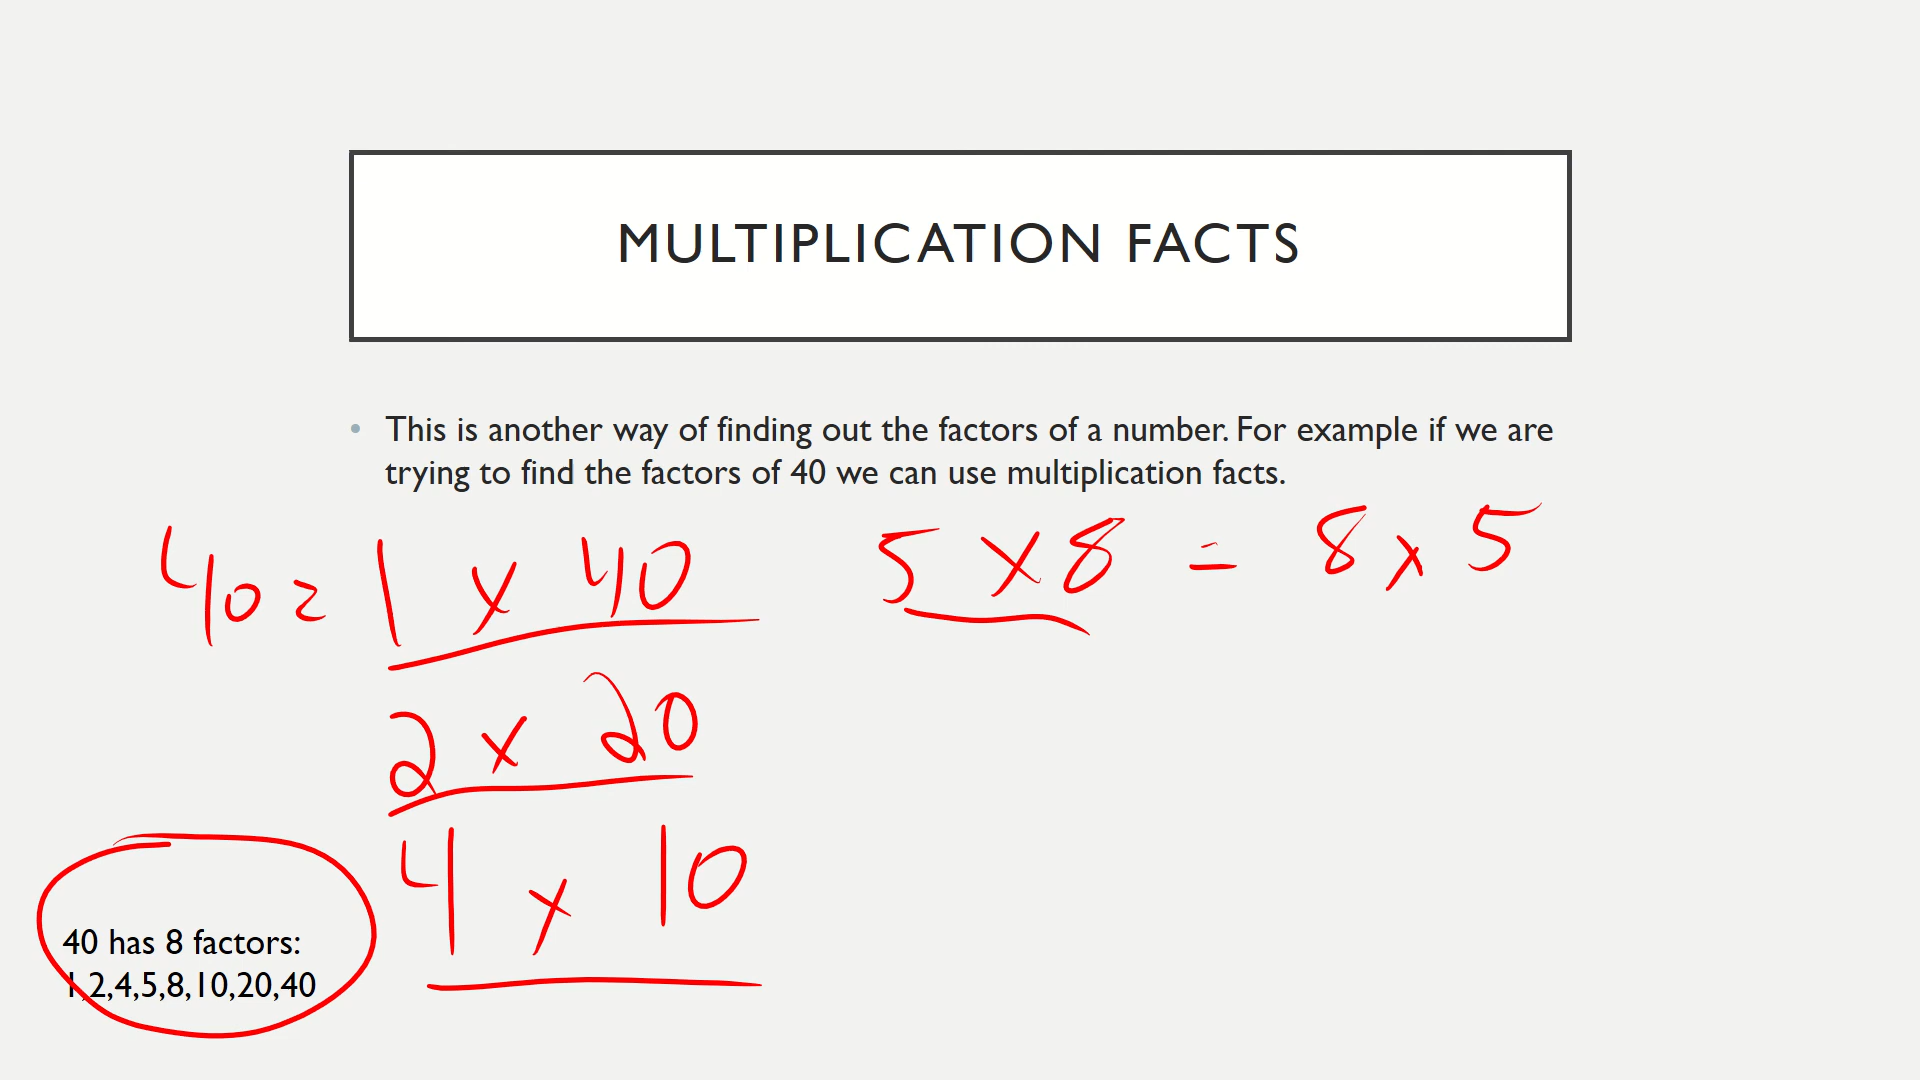 MULTIPLICATION FACTS
• This is another way of finding out the factors of a number. For example if we are
trying to find the factors of 40 we can use multiplication facts.
40 = 1 x 40
5 x 8 = 8 x 5
2 x 20
4 x 10
40 has 8 factors:
1,2,4,5,8,10,20,40